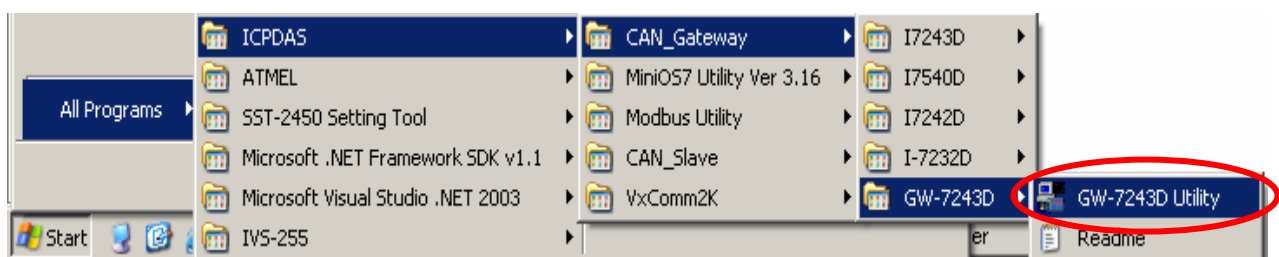 All Programs
Start
ICPDAS
ATMEL
SST-2450 Setting Tool
Microsoft .NET Framework SDK v1.1
Microsoft Visual Studio .NET 2003
IVS-255
CAN_Gateway
MiniOS7 Utility Ver 3.16
Modbus Utility
CAN_Slave
VxComm2K
I7243D
I7540D
I7242D
I-7232D
GW-7243D
er
GW-7243D Utility
Readme